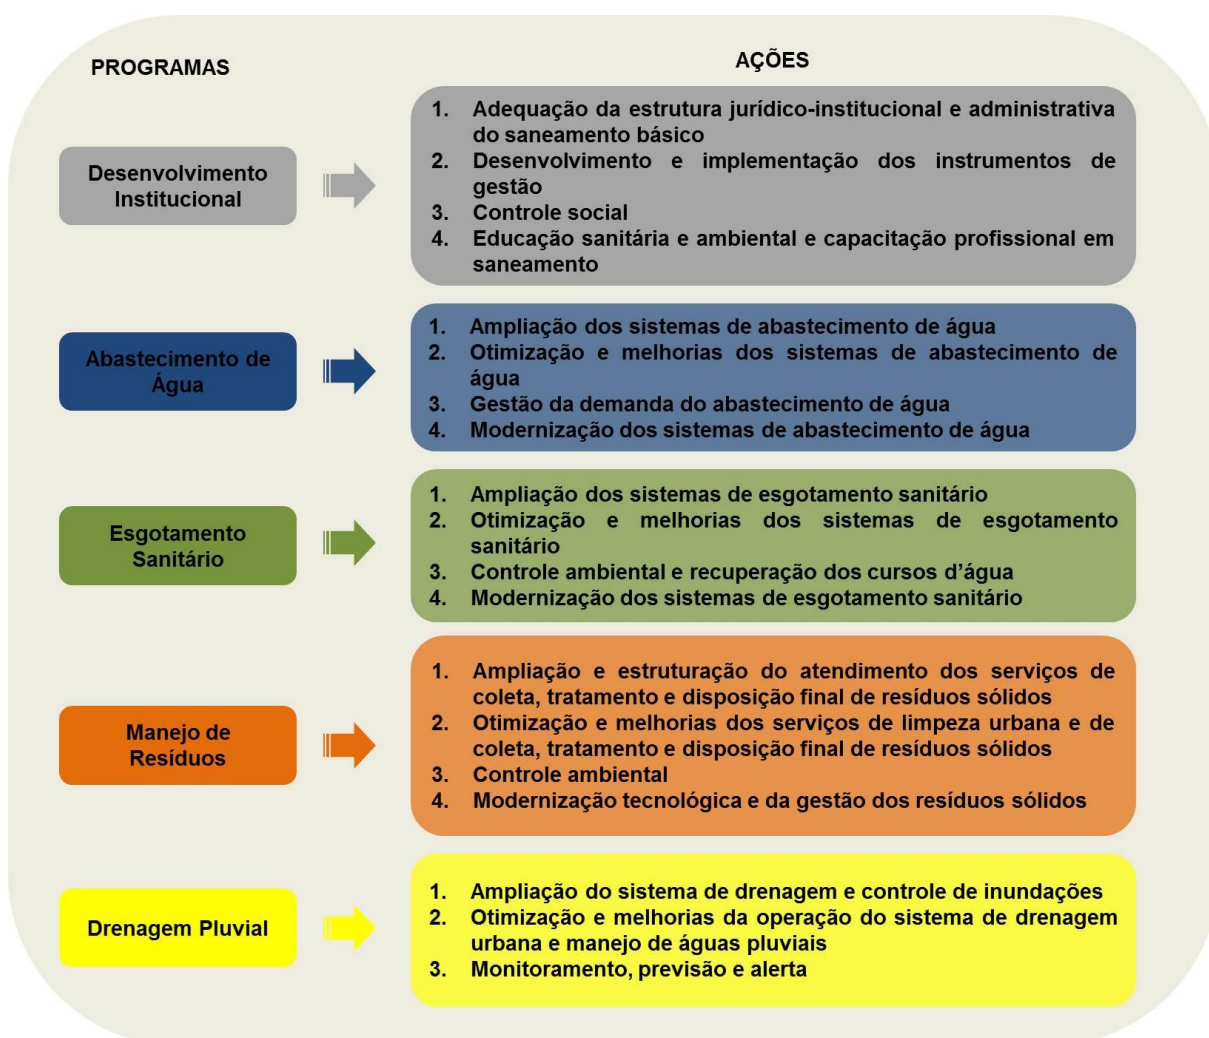 PROGRAMAS
AÇÕES
Desenvolvimento
Institucional
1. Adequação da estrutura jurídico-institucional e administrativa
do saneamento básico
2. Desenvolvimento e implementação dos instrumentos de
gestão
3. Controle social
4. Educação sanitária e ambiental e capacitação profissional em
saneamento
Abastecimento de
Água
1. Ampliação dos sistemas de abastecimento de água
2. Otimização e melhorias dos sistemas de abastecimento de
água
3. Gestão da demanda do abastecimento de água
4. Modernização dos sistemas de abastecimento de água
Esgotamento
Sanitário
1. Ampliação dos sistemas de esgotamento sanitário
2. Otimização e melhorias dos sistemas de esgotamento
sanitário
3. Controle ambiental e recuperação dos cursos d’água
4. Modernização dos sistemas de esgotamento sanitário
Manejo de
Resíduos
1. Ampliação e estruturação do atendimento dos serviços de
coleta, tratamento e disposição final de resíduos sólidos
2. Otimização e melhorias dos serviços de limpeza urbana e de
coleta, tratamento e disposição final de resíduos sólidos
3. Controle ambiental
4. Modernização tecnológica e da gestão dos resíduos sólidos
Drenagem Pluvial
1. Ampliação do sistema de drenagem e controle de inundações
2. Otimização e melhorias da operação do sistema de drenagem
urbana e manejo de águas pluviais
3. Monitoramento, previsão e alerta